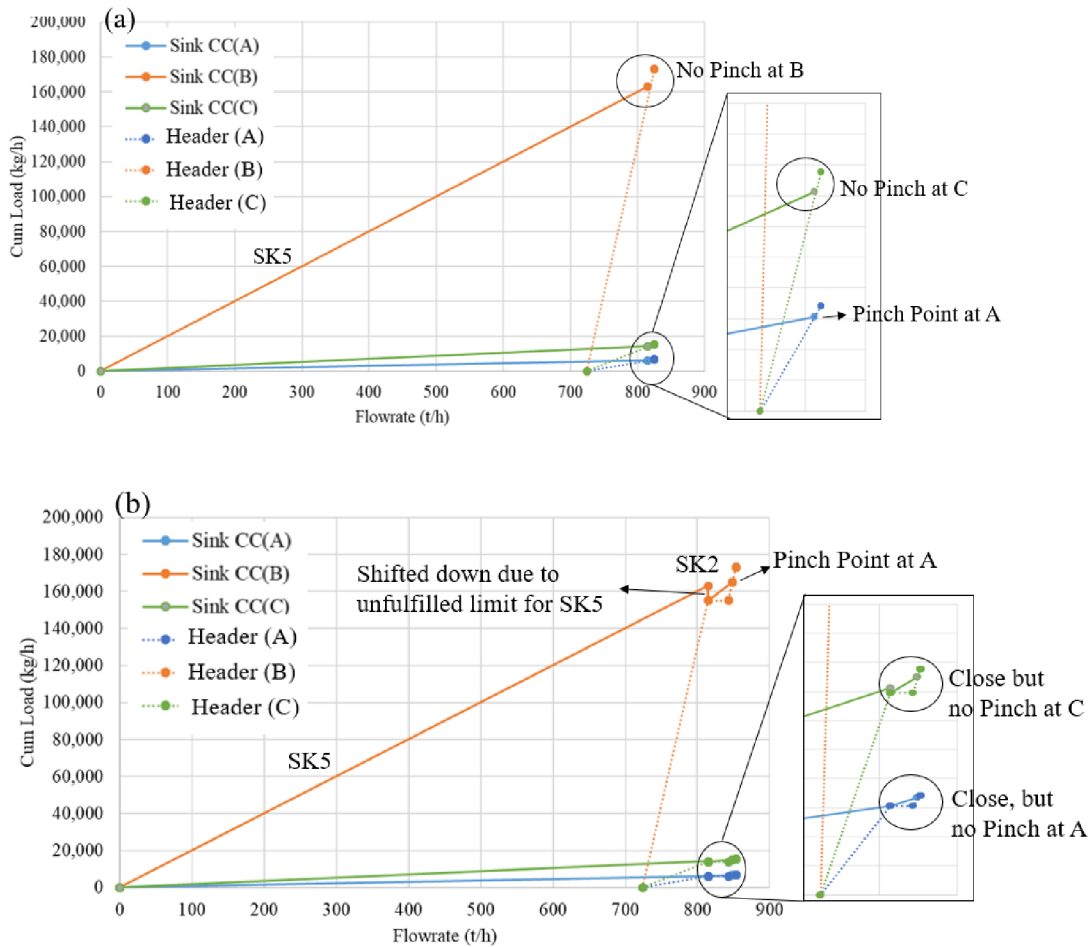 (a)
200,000
180,000
160,000
140,000
120,000
100,000
80,000
60,000
40,000
20,000
0
Cum Load (kg/h)
Sink CC(A)
Sink CC(B)
Sink CC(C)
Header (A)
Header (B)
Header (C)
SK5
No Pinch at B
No Pinch at C
Pinch Point at A
0 100 200 300 400 500 600 700 800 900
Flowrate (t/h)
(b)
200,000
180,000
160,000
140,000
120,000
100,000
80,000
60,000
40,000
20,000
0
Cum Load (kg/h)
Sink CC(A)
Sink CC(B)
Sink CC(C)
Header (A)
Header (B)
Header (C)
Shifted down due to
unfulfilled limit for SK5
SK2
Pinch Point at A
SK5
Close but
no Pinch at C
Close, but
no Pinch at A
0 100 200 300 400 500 600 700 800 900
Flowrate (t/h)